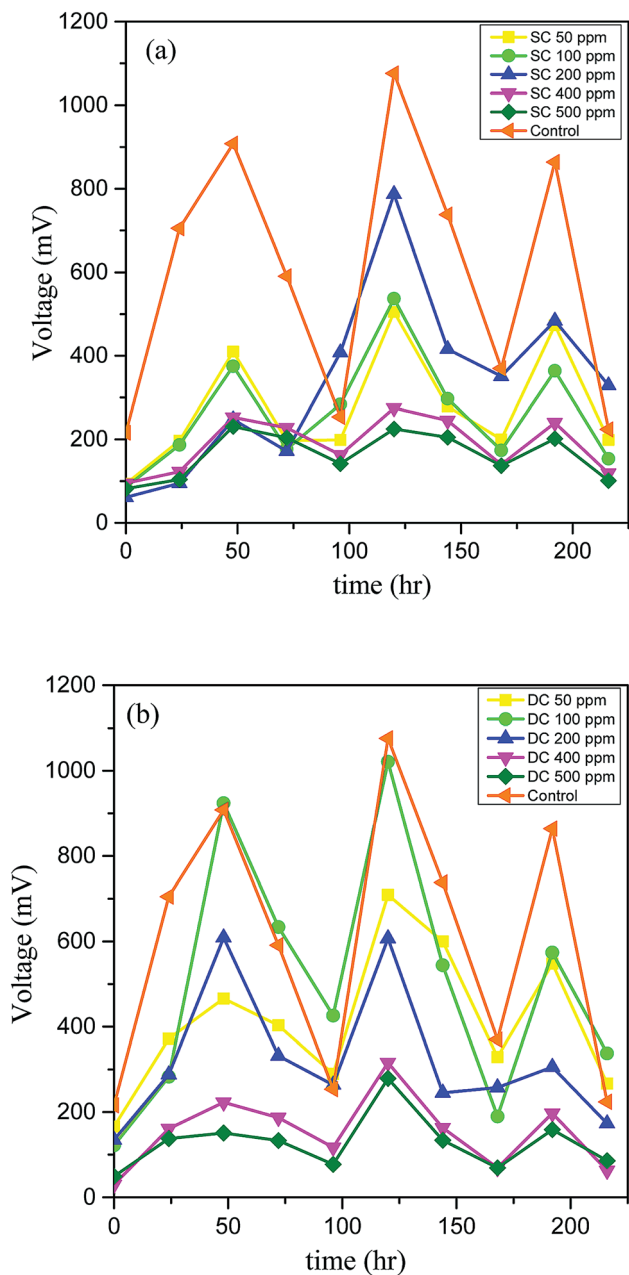 (a)
SC 50 ppm
SC 100 ppm
SC 200 ppm
SC 400 ppm
SC 500 ppm
Control
1200
1000
800
600
400
200
0
Voltage (mV)
0 50 100 150 200
time (hr)
(b)
DC 50 ppm
DC 100 ppm
DC 200 ppm
DC 400 ppm
DC 500 ppm
Control
1200
1000
800
600
400
200
0
Voltage (mV)
0 50 100 150 200
time (hr)